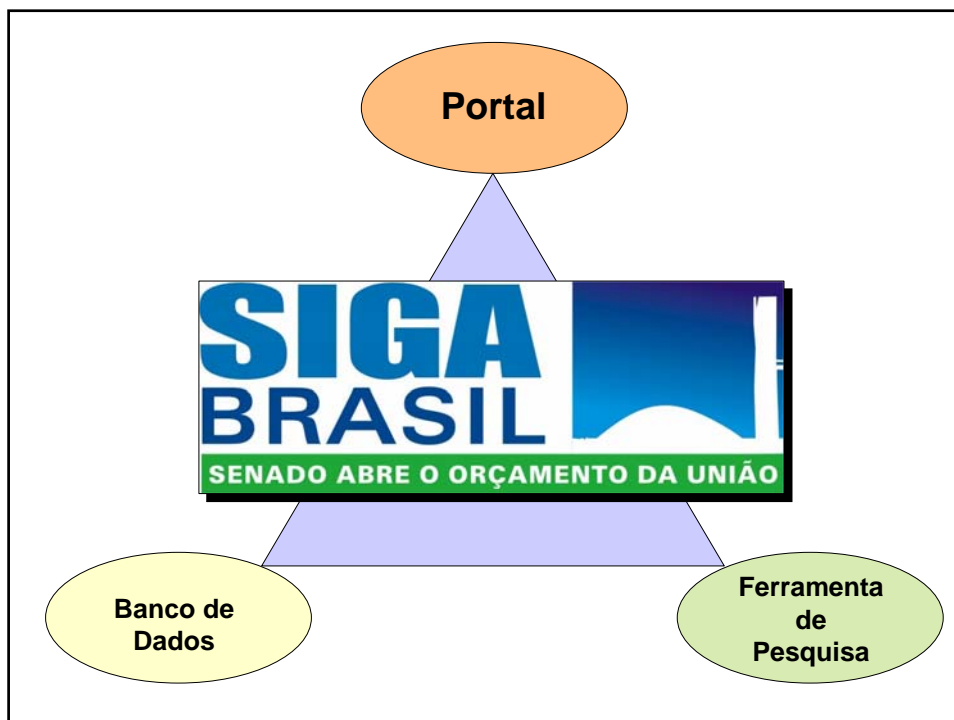 Portal
SIGA
BRASIL
SENADO ABRE O ORÇAMENTO DA UNIÃO
Banco de
Dados
Ferramenta
de
Pesquisa